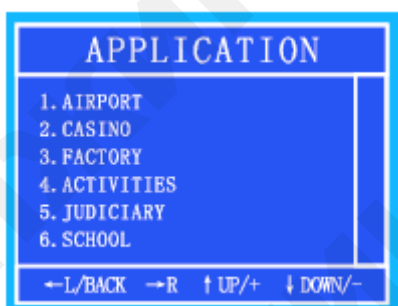 APPLICATION
1. AIRPORT
2. CASINO
3. FACTORY
4. ACTIVITIES
5. JUDICIARY
6. SCHOOL
←L/BACK →R ↑UP/+ ↓DOWN/-